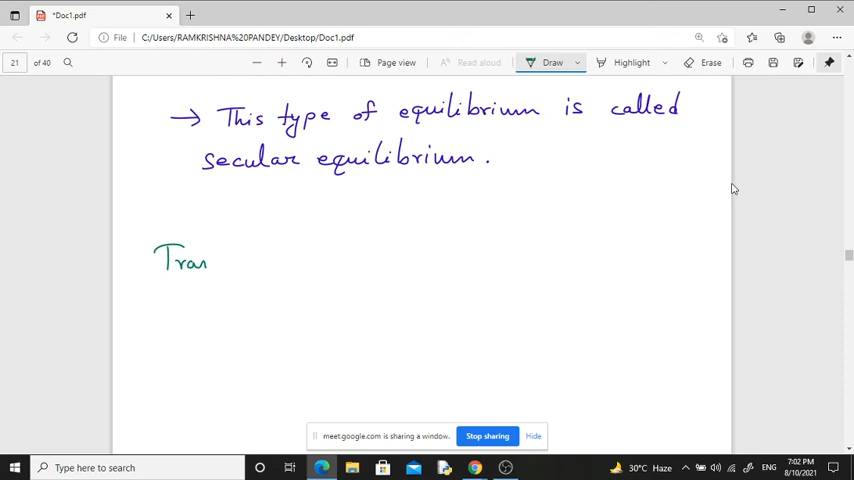 *Doc1.pdf
File C:/Users/RAMKRISHNA%20PANDEY/Desktop/Doc1.pdf
21 of 40 Page view Read aloud Draw Highlight Erase
→ This type of equilibrium is called
secular equilibrium.
Tran
meet.google.com is sharing a window. Stop sharing Hide
Type here to search 30°C Haze ENG 7:02 PM
8/10/2021